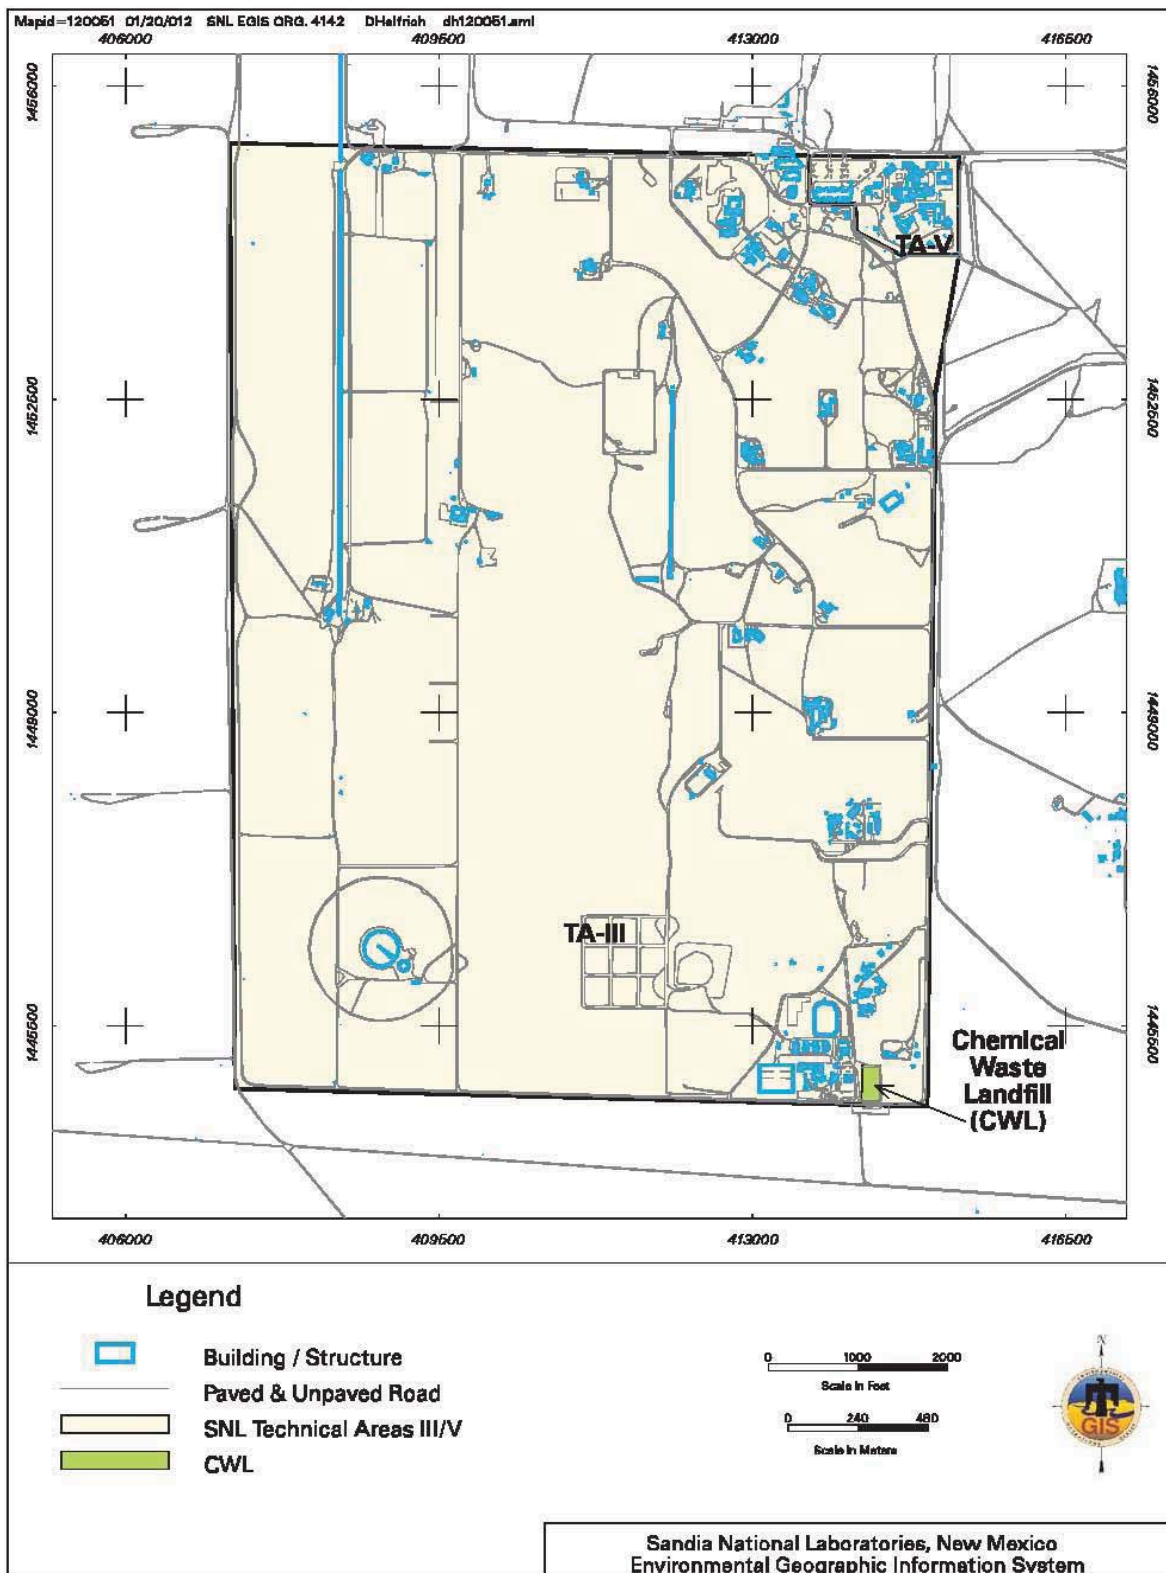 Mapid=120051 01/20/012 SNL EGIS ORG. 4142 DHelfrich dh120051.aml
406000 409500 413000 416500
1456000 1456000
TA-V
1452500 1452500
1449000 1449000
TA-III
1445500 1445500
Chemical
Waste
Landfill
(CWL)
406000 409500 413000 416500
Legend
Building / Structure
Paved & Unpaved Road
SNL Technical Areas III/V
CWL
0 1000 2000
Scale in Feet
0 240 480
Scale in Meters
N
GIS
Sandia National Laboratories, New Mexico
Environmental Geographic Information System